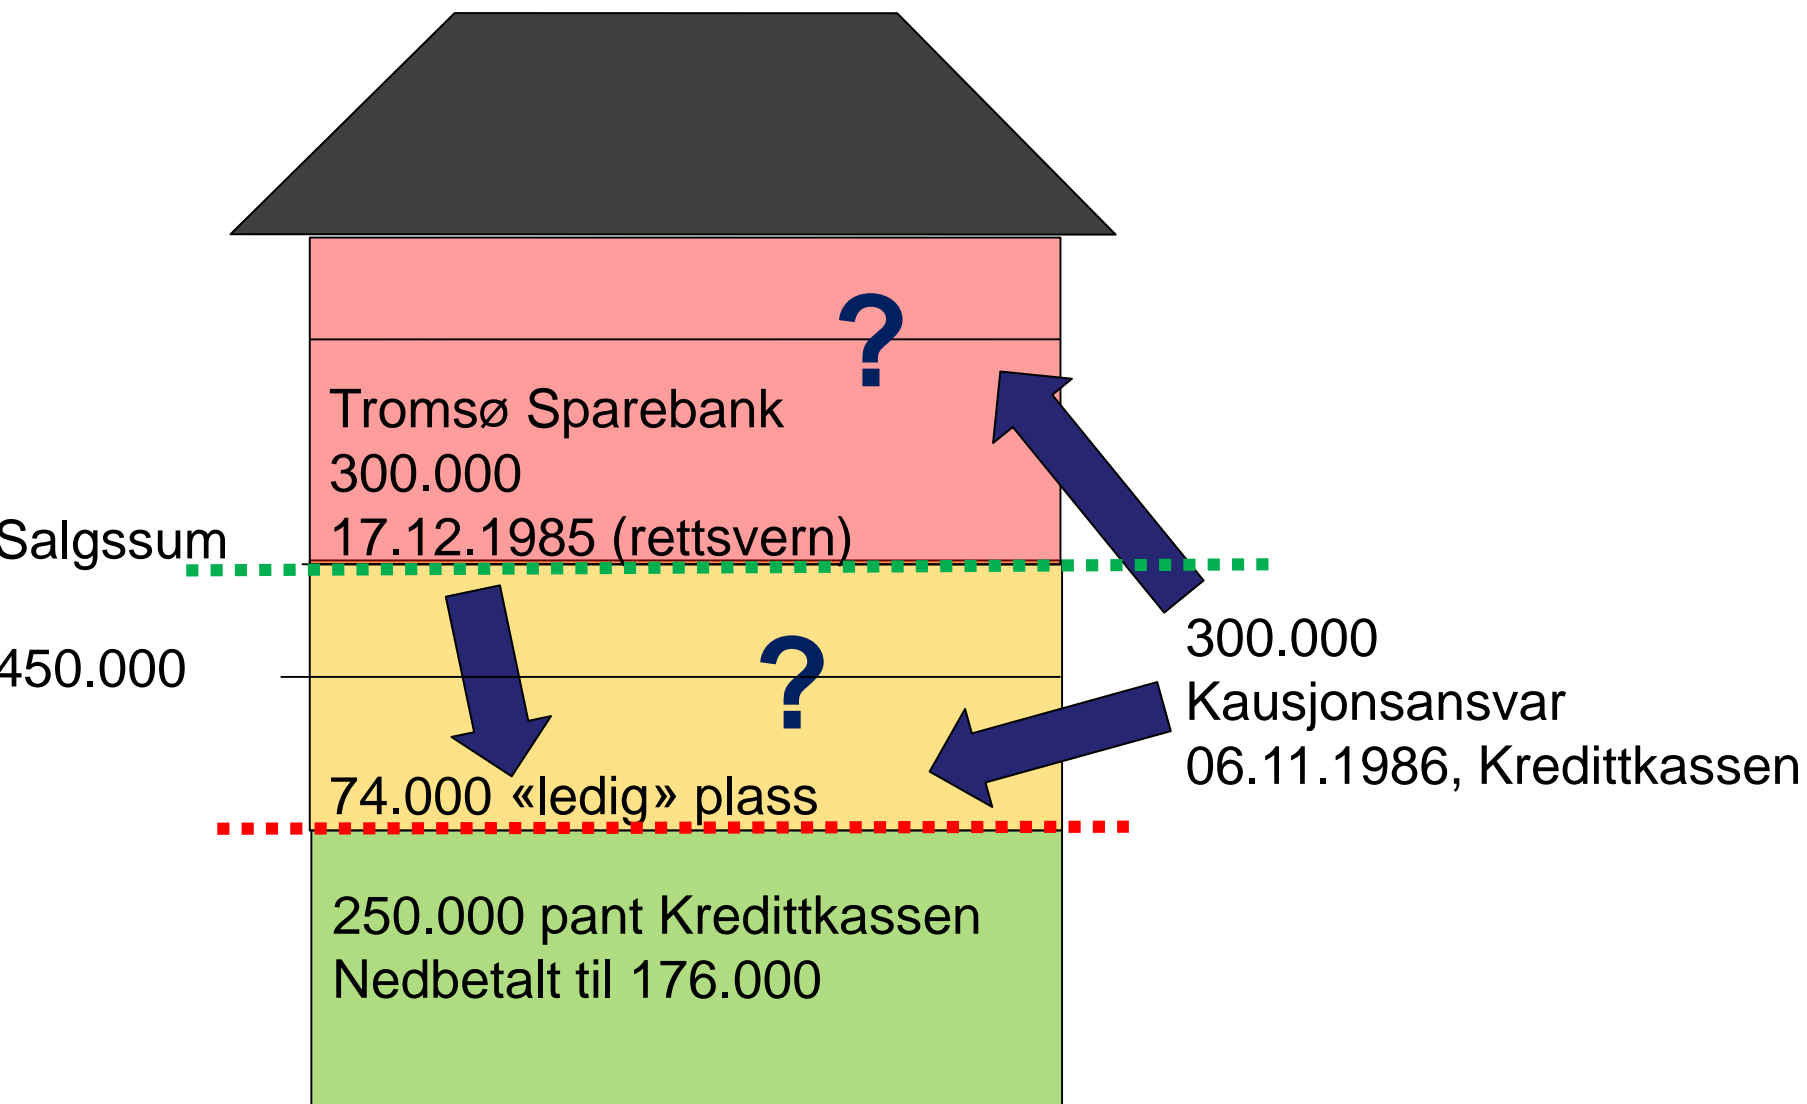 ?
Tromsø Sparebank
300.000
17.12.1985 (rettsvern)
Salgssum
450.000
?
74.000 «ledig» plass
300.000
Kausjonsansvar
06.11.1986, Kredittkassen
250.000 pant Kredittkassen
Nedbetalt til 176.000